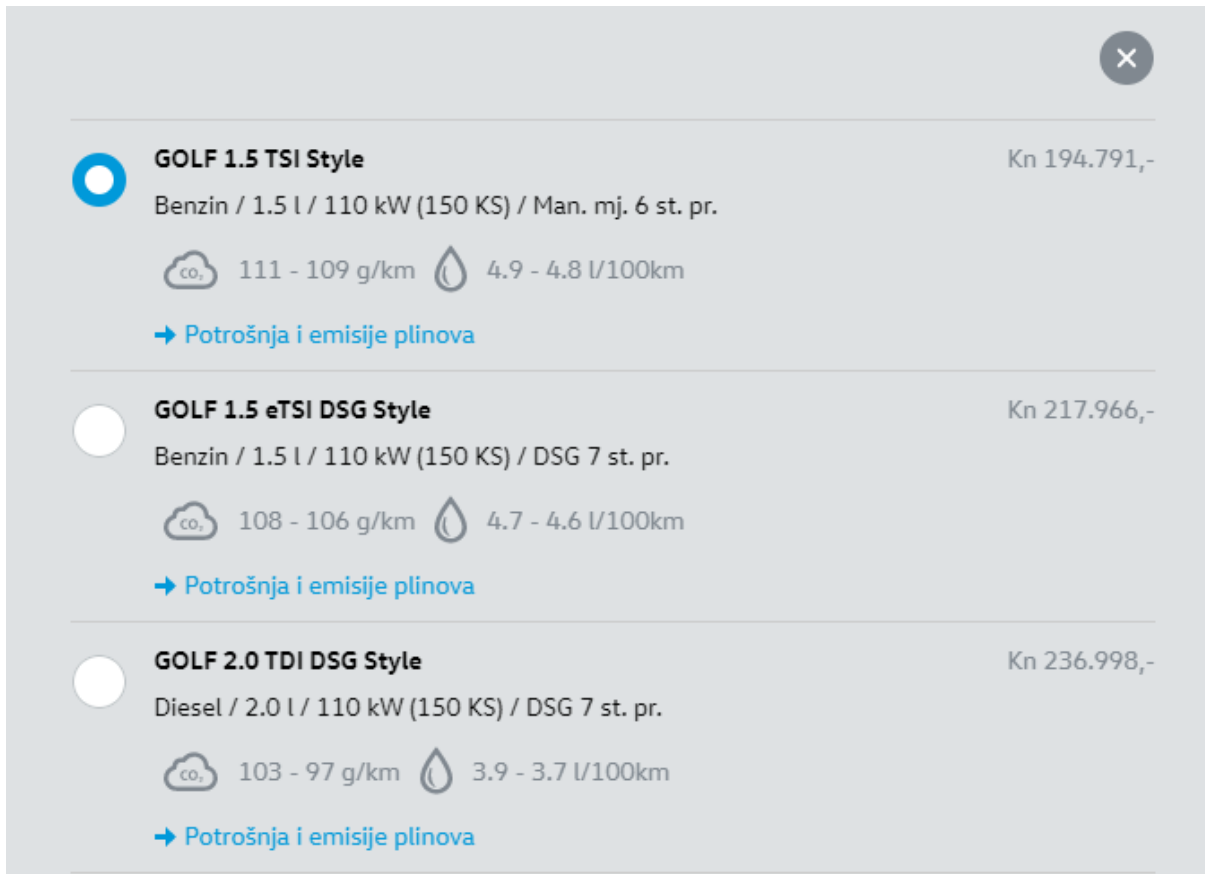 GOLF 1.5 TSI Style Kn 194.791,-
Benzin / 1.5 l / 110 kW (150 KS) / Man. mj. 6 st. pr.
CO₂ 111 - 109 g/km 4.9 - 4.8 l/100km
→ Potrošnja i emisije plinova
GOLF 1.5 eTSI DSG Style Kn 217.966,-
Benzin / 1.5 l / 110 kW (150 KS) / DSG 7 st. pr.
CO₂ 108 - 106 g/km 4.7 - 4.6 l/100km
→ Potrošnja i emisije plinova
GOLF 2.0 TDI DSG Style Kn 236.998,-
Diesel / 2.0 l / 110 kW (150 KS) / DSG 7 st. pr.
CO₂ 103 - 97 g/km 3.9 - 3.7 l/100km
→ Potrošnja i emisije plinova